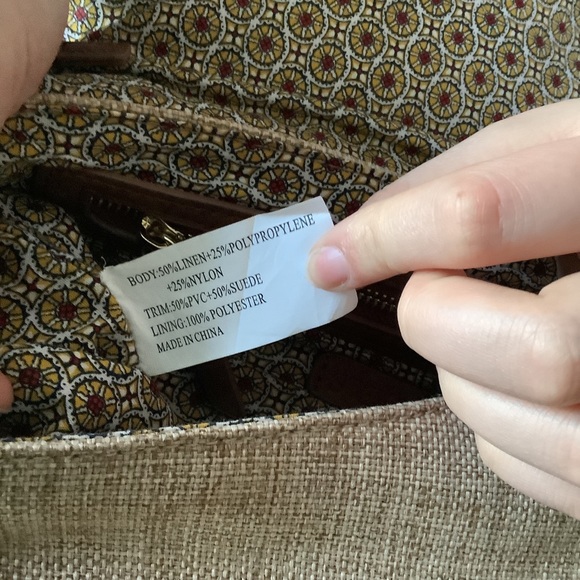 BODY:50%LINEN+25%POLYPROPYLENE
+25%NYLON
TRIM:50%PVC+50%SUEDE
LINING:100% POLYESTER
MADE IN CHINA